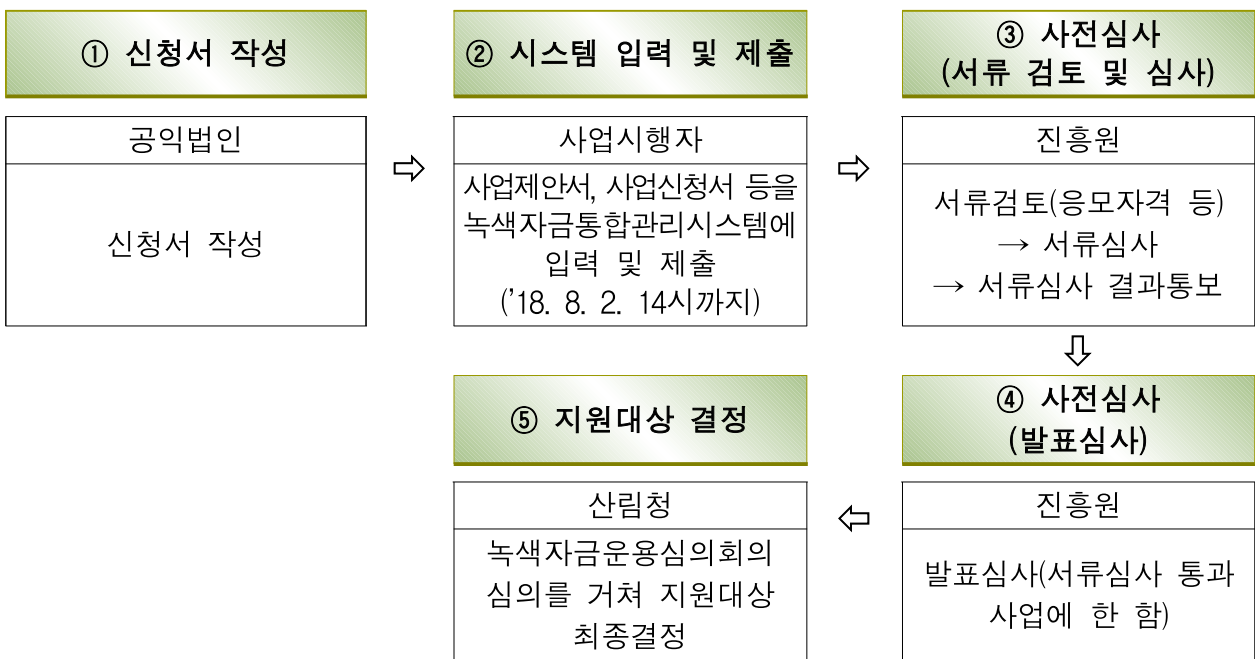 ① 신청서 작성
공익법인
신청서 작성
⇨
② 시스템 입력 및 제출
사업시행자
사업제안서, 사업신청서 등을
녹색자금통합관리시스템에
입력 및 제출
('18. 8. 2. 14시까지)
⇨
③ 사전심사
(서류 검토 및 심사)
진흥원
서류검토(응모자격 등)
→ 서류심사
→ 서류심사 결과통보
⇩
④ 사전심사
(발표심사)
진흥원
발표심사(서류심사 통과
사업에 한 함)
⇦
⑤ 지원대상 결정
산림청
녹색자금운용심의회의
심의를 거쳐 지원대상
최종결정